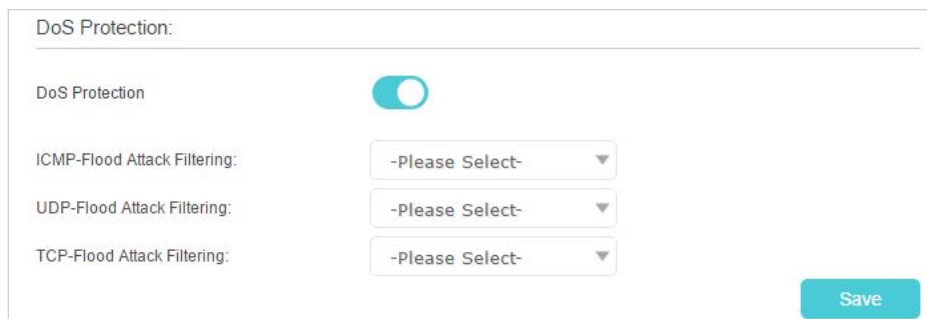 DoS Protection:
DoS Protection
ICMP-Flood Attack Filtering: -Please Select-
UDP-Flood Attack Filtering: -Please Select-
TCP-Flood Attack Filtering: -Please Select-
Save